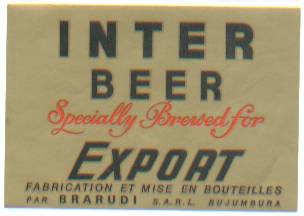 INTER
BEER
Specially Brewed for
EXPORT
FABRICATION ET MISE EN BOUTEILLES
PAR BRARUDI S.A.R.L. BUJUMBURA